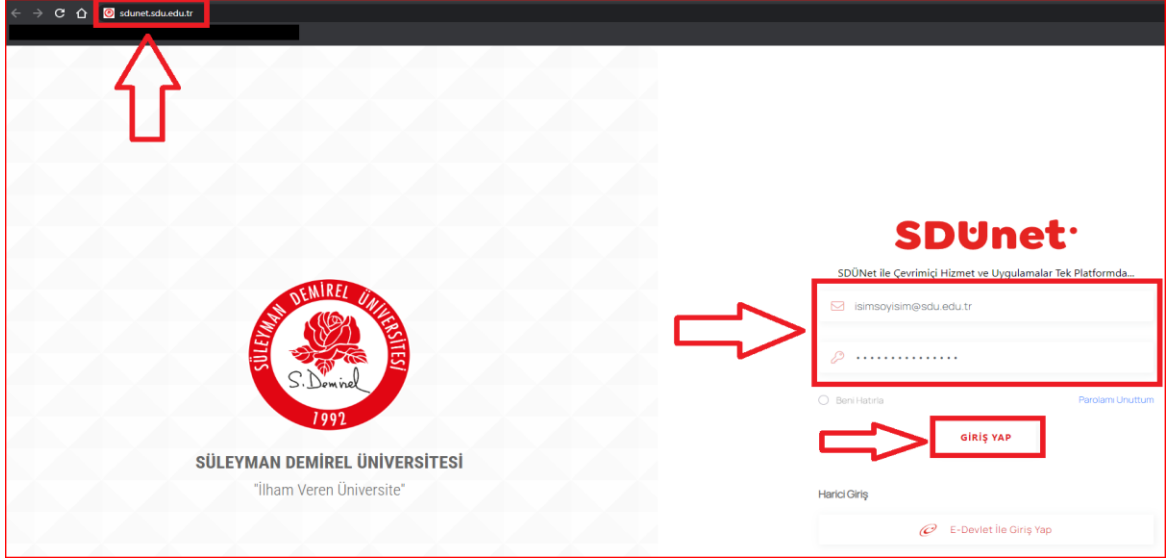 sdunet.sdu.edu.tr
SÜLEYMAN DEMİREL ÜNİVERSİTESİ
S. Demirel
1992
SÜLEYMAN DEMİREL ÜNİVERSİTESİ
"İlham Veren Üniversite"
SDÜnet
SDÜNet ile Çevrimiçi Hizmet ve Uygulamalar Tek Platformda...
isimsoyisim@sdu.edu.tr
Beni Hatırla
Parolamı Unuttum
GİRİŞ YAP
Harici Giriş
E-Devlet İle Giriş Yap